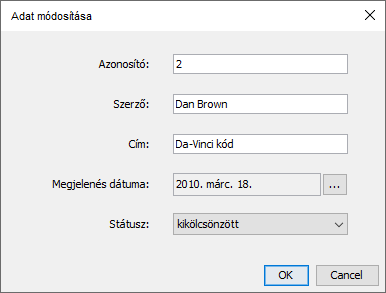 Adat módosítása
Azonosító: 2
Szerző: Dan Brown
Cím: Da-Vinci kód
Megjelenés dátuma: 2010. márc. 18. ...
Státusz: kikölcsönzött
OK Cancel